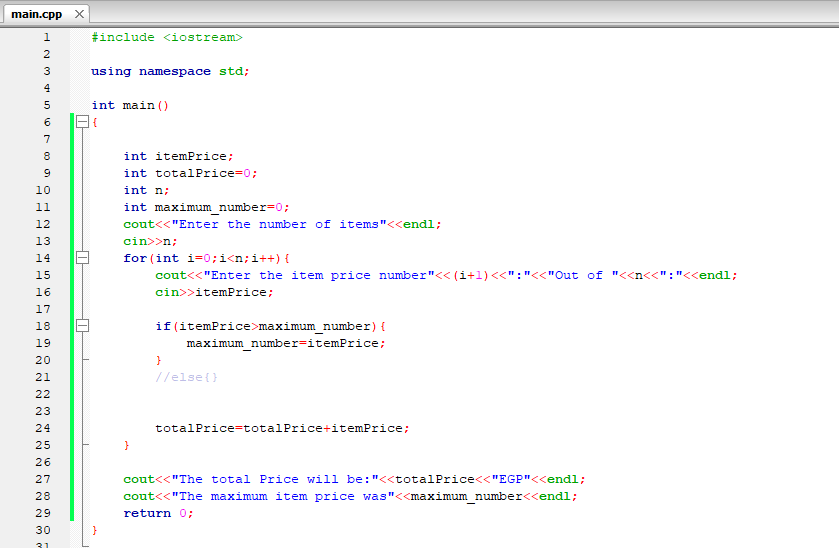 main.cpp
1 #include <iostream>
2
3 using namespace std;
4
5 int main()
6 {
7
8 int itemPrice;
9 int totalPrice=0;
10 int n;
11 int maximum_number=0;
12 cout<<"Enter the number of items"<<endl;
13 cin>>n;
14 for(int i=0;i<n;i++){
15 cout<<"Enter the item price number"<<(i+1)<<":"<<"Out of "<<n<<":"<<endl;
16 cin>>itemPrice;
17
18 if(itemPrice>maximum_number){
19 maximum_number=itemPrice;
20 }
21 //else{}
22
23
24 totalPrice=totalPrice+itemPrice;
25 }
26
27 cout<<"The total Price will be:"<<totalPrice<<"EGP"<<endl;
28 cout<<"The maximum item price was"<<maximum_number<<endl;
29 return 0;
30 }
31